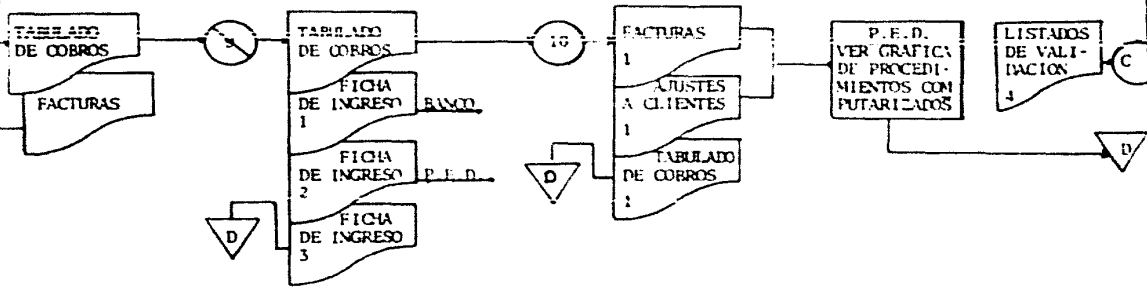 TABULADO
DE COBROS
FACTURAS
TABULADO
DE COBROS
FICHA
DE INGRESO
1
BANCO
FICHA
DE INGRESO
2
P.E.D.
FICHA
DE INGRESO
3
D
10
FACTURAS
1
AJUSTES
A CLIENTES
1
TABULADO
DE COBROS
1
D
P.E.D.
VER GRAFICA
DE PROCEDI-
MIENTOS COM
PUTARIZADOS
LISTADOS
DE VALI-
DACION
4
C
D